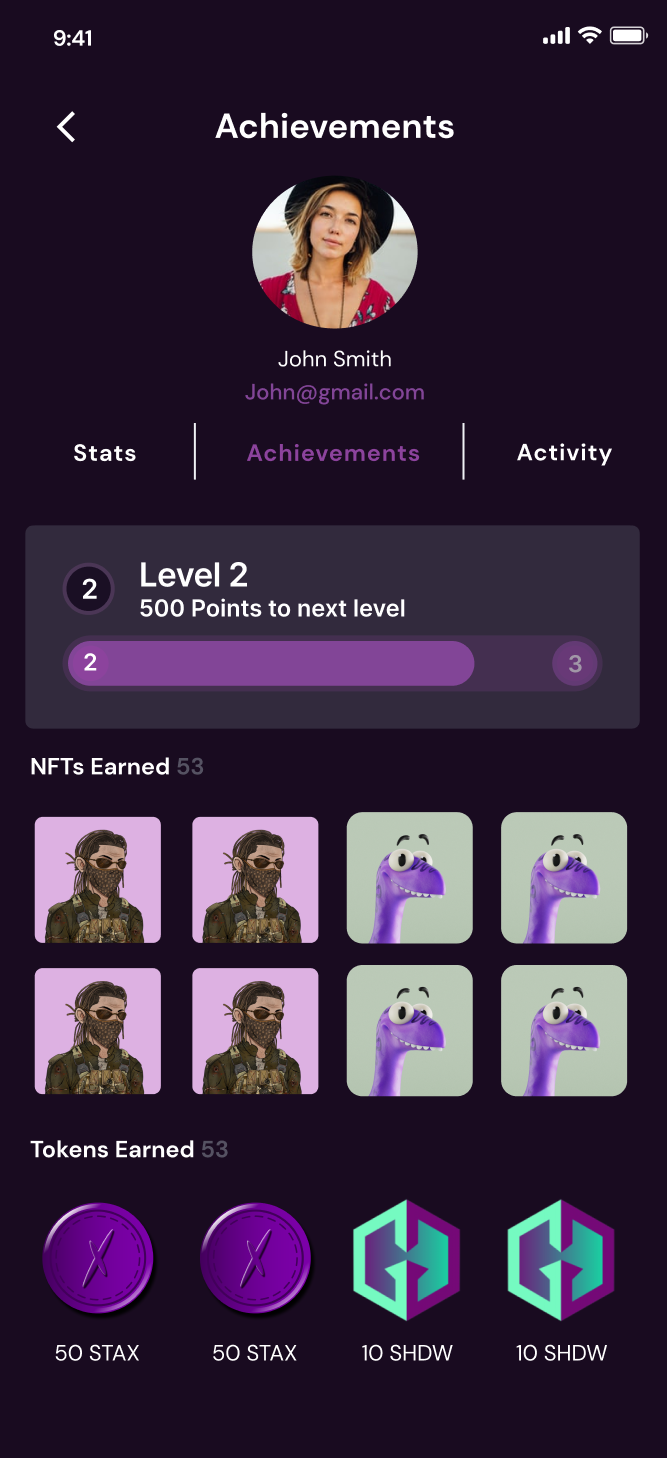 9:41
Achievements
John Smith
John@gmail.com
Stats
Achievements
Activity
2
Level 2
500 Points to next level
2
3
NFTs Earned 53
Tokens Earned 53
50 STAX
50 STAX
10 SHDW
10 SHDW